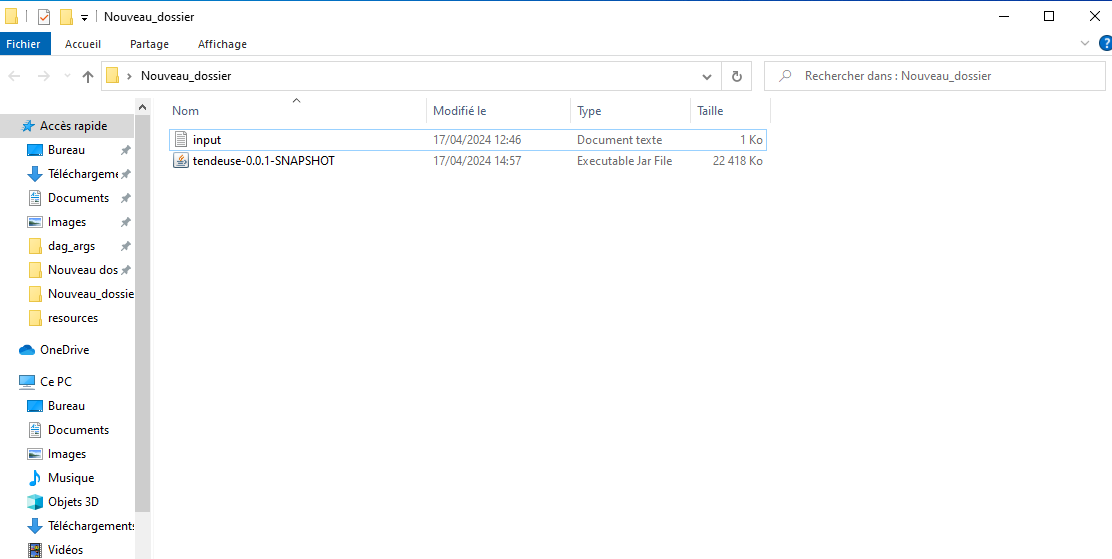 Nouveau_dossier
Fichier Accueil Partage Affichage
Nouveau_dossier
Rechercher dans : Nouveau_dossier
Nom Modifié le Type Taille
input 17/04/2024 12:46 Document texte 1 Ko
tendeuse-0.0.1-SNAPSHOT 17/04/2024 14:57 Executable Jar File 22 418 Ko
Accès rapide
Bureau
Téléchargeme
Documents
Images
dag_args
Nouveau dos
Nouveau_dossie
resources
OneDrive
Ce PC
Bureau
Documents
Images
Musique
Objets 3D
Téléchargements
Vidéos